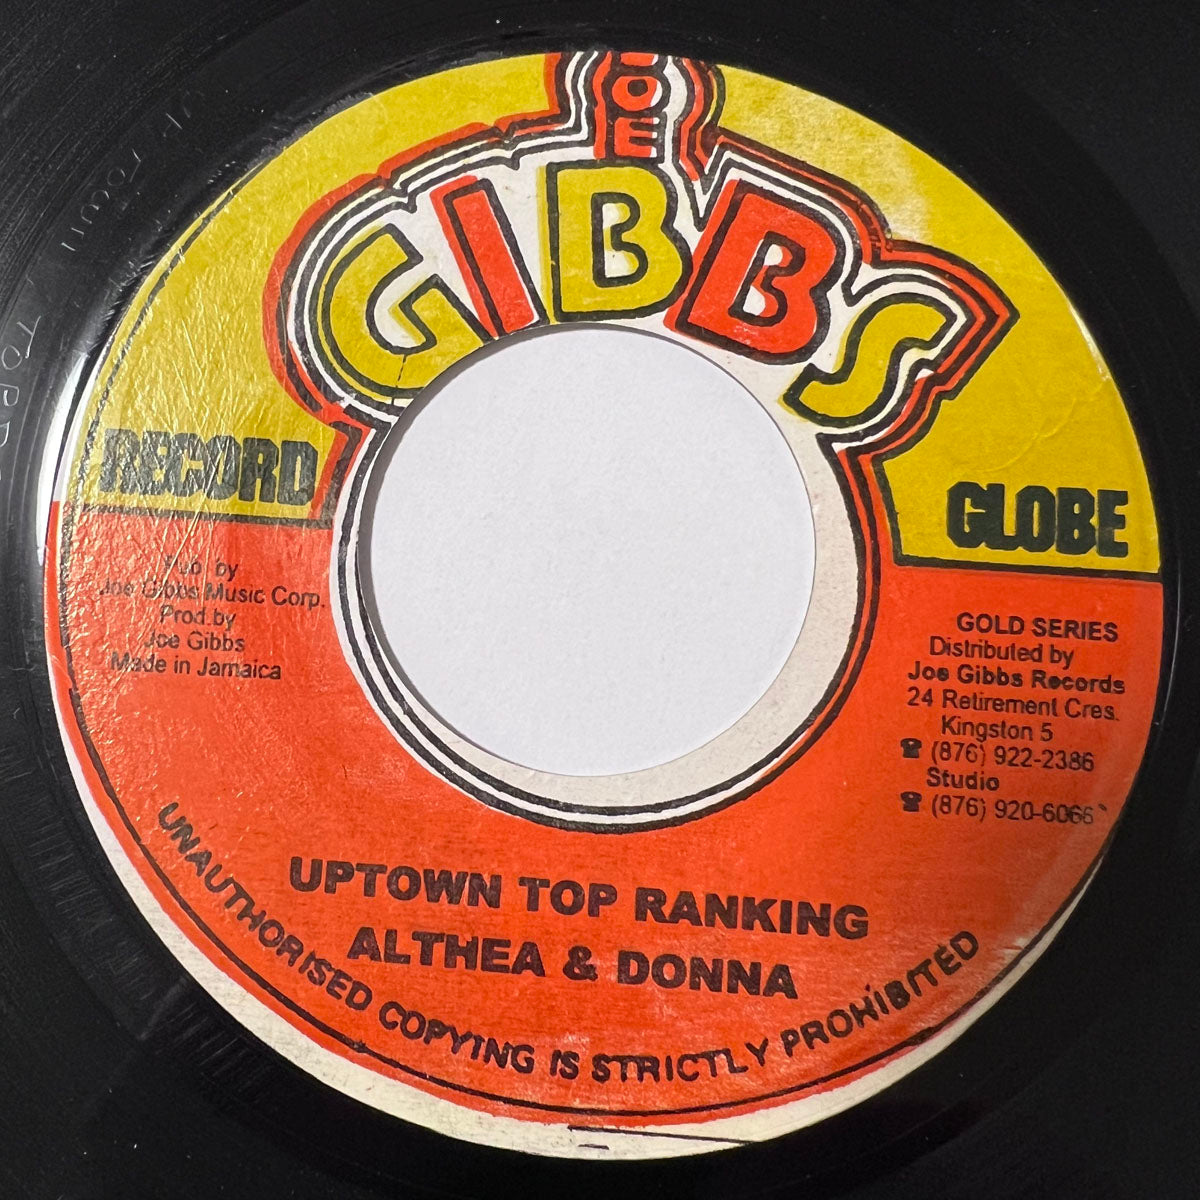 JOE
GIBBS
RECORD
GLOBE
Pub by
Joe Gibbs Music Corp.
Prod.by
Joe Gibbs
Made in Jamaica
GOLD SERIES
Distributed by
Joe Gibbs Records
24 Retirement Cres.
Kingston 5
☎ (876) 922-2386
Studio
☎ (876) 920-6066
UPTOWN TOP RANKING
ALTHEA & DONNA
UNAUTHORISED COPYING IS STRICTLY PROHIBITED